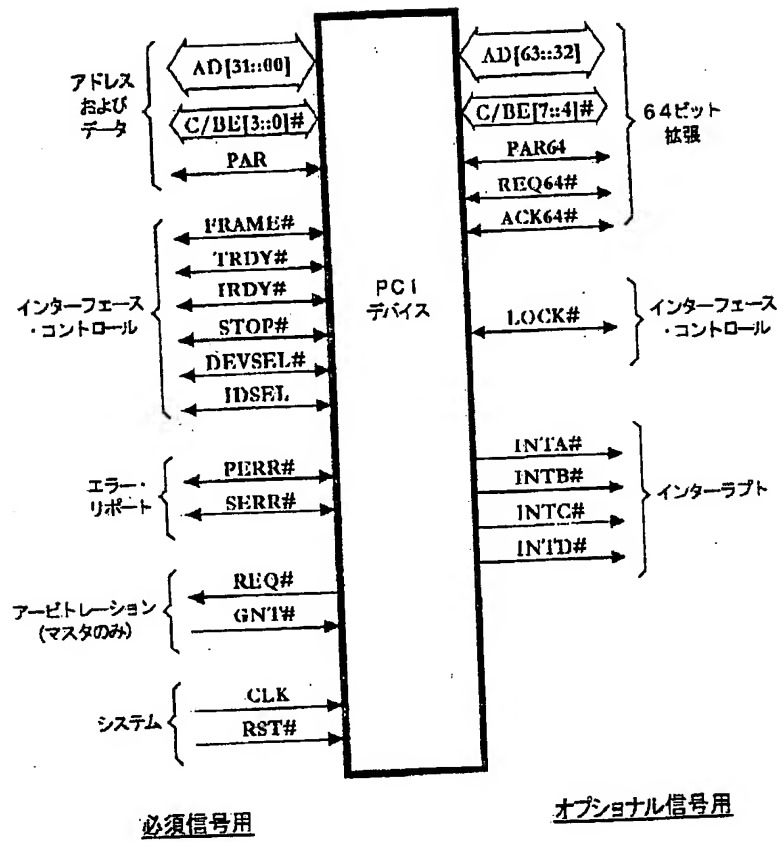 アドレス
および
データ
AD[31::00]
C/BE[3::0]#
PAR
インターフェース
・コントロール
FRAME#
TRDY#
IRDY#
STOP#
DEVSEL#
IDSEL
エラー・
リポート
PERR#
SERR#
アービトレーション
(マスタのみ)
REQ#
GNT#
システム
CLK
RST#
必須信号用
PCI
デバイス
AD[63::32]
C/BE[7::4]#
PAR64
REQ64#
ACK64#
64ビット
拡張
LOCK#
インターフェース
・コントロール
INTA#
INTB#
INTC#
INTD#
インターラプト
オプショナル信号用